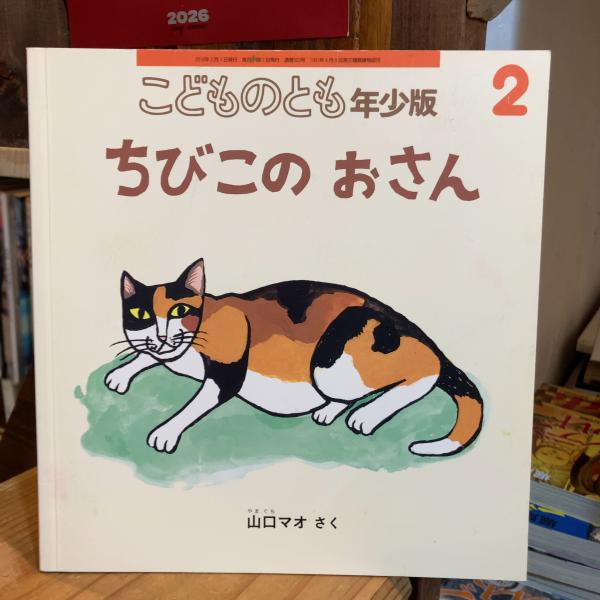 2026
こどものとも 年少版
2
ちびこの おさん
やまぐち
山口マオ さく